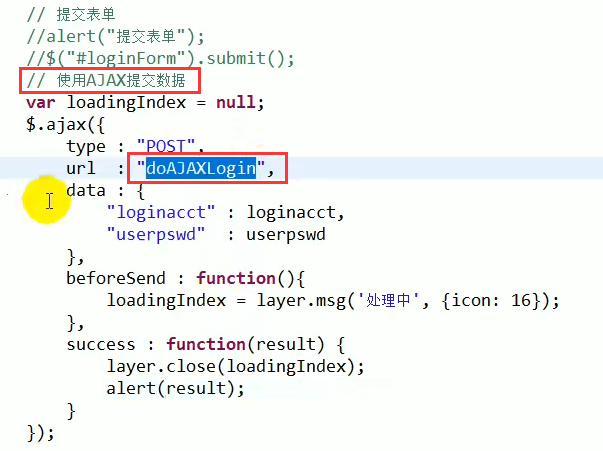 // 提交表单
//alert("提交表单");
//$("#loginForm").submit();
// 使用AJAX提交数据
var loadingIndex = null;
$.ajax({
    type : "POST",
    url  : "doAJAXLogin",
    data : {
        "loginacct" : loginacct,
        "userpswd"  : userpswd
    },
    beforeSend : function(){
        loadingIndex = layer.msg('处理中', {icon: 16});
    },
    success : function(result) {
        layer.close(loadingIndex);
        alert(result);
    }
});